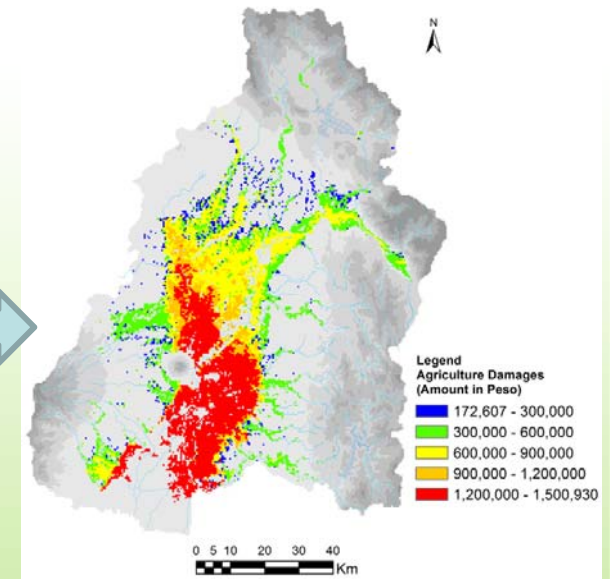 N
Legend
Agriculture Damages
(Amount in Peso)
172,607 - 300,000
300,000 - 600,000
600,000 - 900,000
900,000 - 1,200,000
1,200,000 - 1,500,930
0 5 10 20 30 40
Km